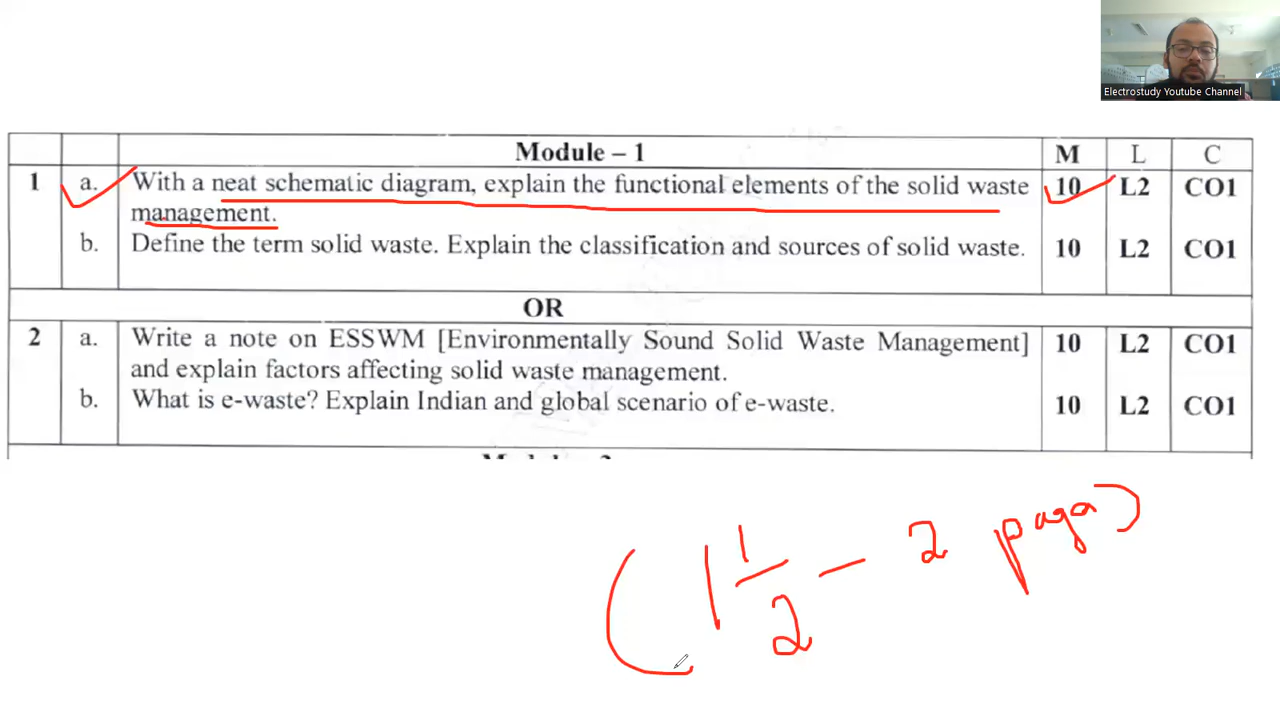 Electrostudy Youtube Channel
Module – 1 M L C
1 a. With a neat schematic diagram, explain the functional elements of the solid waste 10 L2 CO1
management.
b. Define the term solid waste. Explain the classification and sources of solid waste. 10 L2 CO1
OR
2 a. Write a note on ESSWM [Environmentally Sound Solid Waste Management] 10 L2 CO1
and explain factors affecting solid waste management.
b. What is e-waste? Explain Indian and global scenario of e-waste. 10 L2 CO1
(1 1/2 – 2 page)